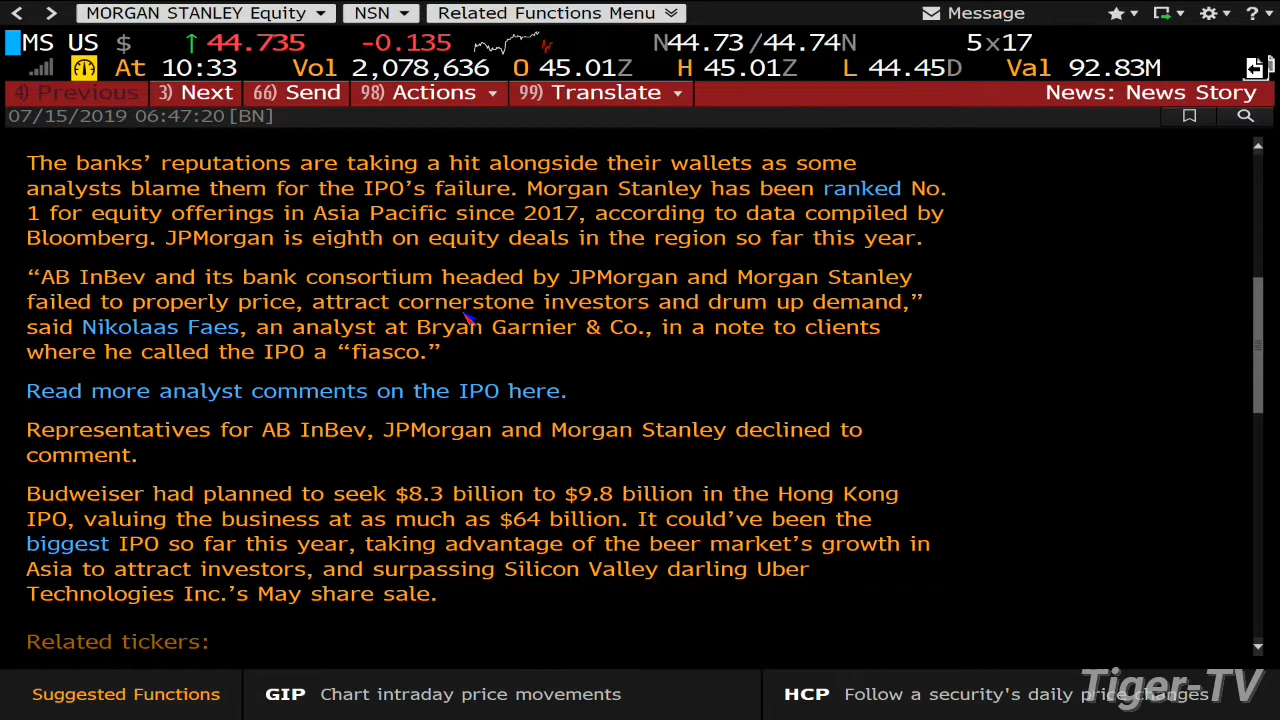 MORGAN STANLEY Equity NSN Related Functions Menu Message ?
MS US $ ↑ 44.735 -0.135 N44.73 /44.74N 5x17
At 10:33 Vol 2,078,636 O 45.01Z H 45.01Z L 44.45D Val 92.83M
4) Previous 3) Next 66) Send 98) Actions 99) Translate News: News Story
07/15/2019 06:47:20 [BN]
The banks’ reputations are taking a hit alongside their wallets as some
analysts blame them for the IPO’s failure. Morgan Stanley has been ranked No.
1 for equity offerings in Asia Pacific since 2017, according to data compiled by
Bloomberg. JPMorgan is eighth on equity deals in the region so far this year.
“AB InBev and its bank consortium headed by JPMorgan and Morgan Stanley
failed to properly price, attract cornerstone investors and drum up demand,”
said Nikolaas Faes, an analyst at Bryan Garnier & Co., in a note to clients
where he called the IPO a “fiasco.”
Read more analyst comments on the IPO here.
Representatives for AB InBev, JPMorgan and Morgan Stanley declined to
comment.
Budweiser had planned to seek $8.3 billion to $9.8 billion in the Hong Kong
IPO, valuing the business at as much as $64 billion. It could’ve been the
biggest IPO so far this year, taking advantage of the beer market’s growth in
Asia to attract investors, and surpassing Silicon Valley darling Uber
Technologies Inc.’s May share sale.
Related tickers:
Suggested Functions GIP Chart intraday price movements HCP Follow a security's daily price changes
Tiger-TV